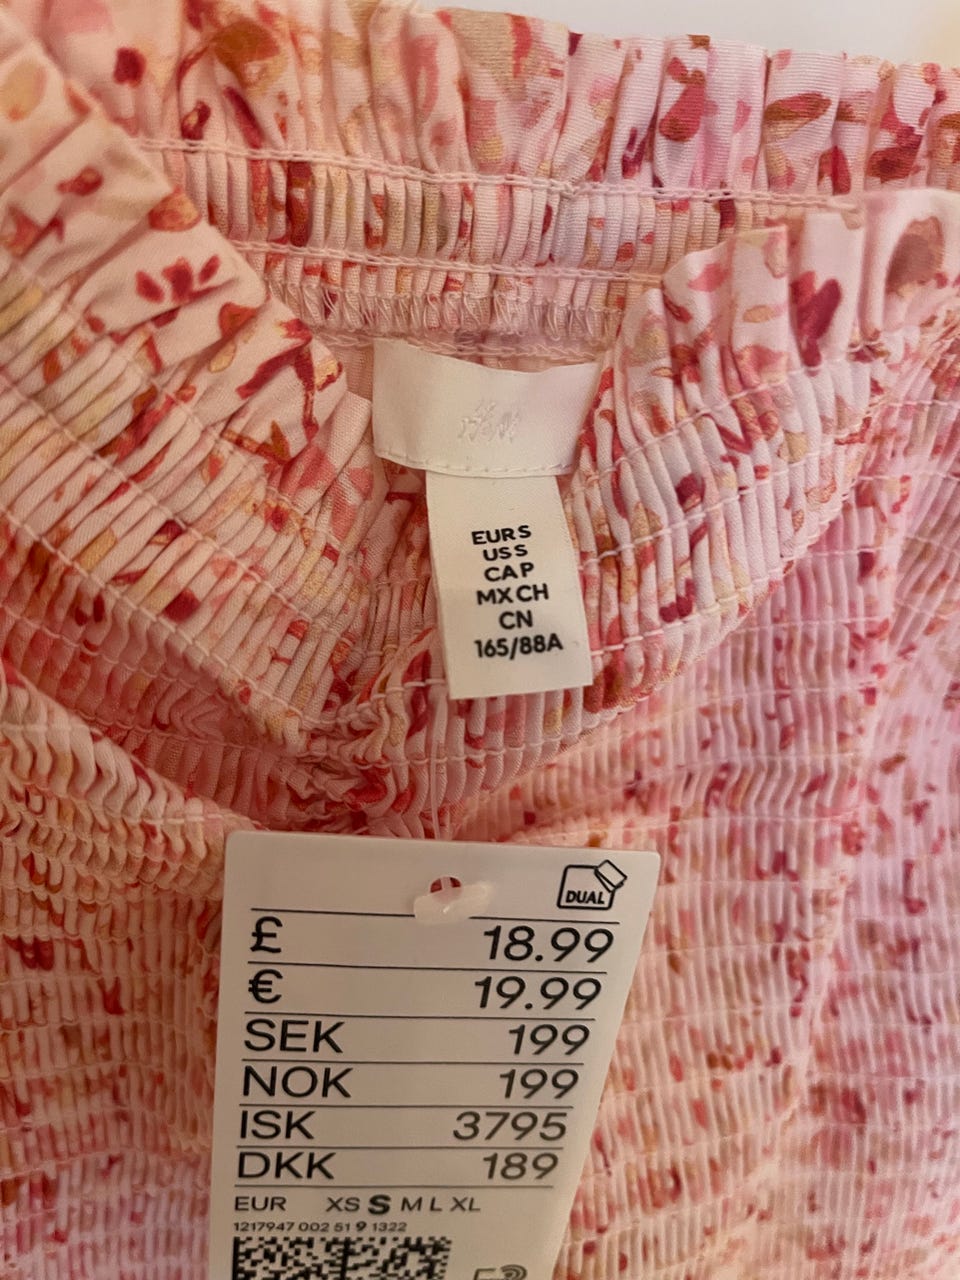 H&M
EUR S
US S
CA P
MX CH
CN
165/88A
DUAL
£ 18.99
€ 19.99
SEK 199
NOK 199
ISK 3795
DKK 189
EUR XS S M L XL
1217947 002 51 9 1322